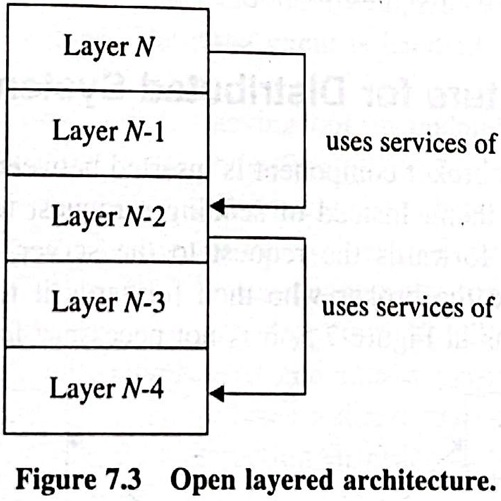 Layer N
Layer N-1
uses services of
Layer N-2
Layer N-3
uses services of
Layer N-4
Figure 7.3 Open layered architecture.